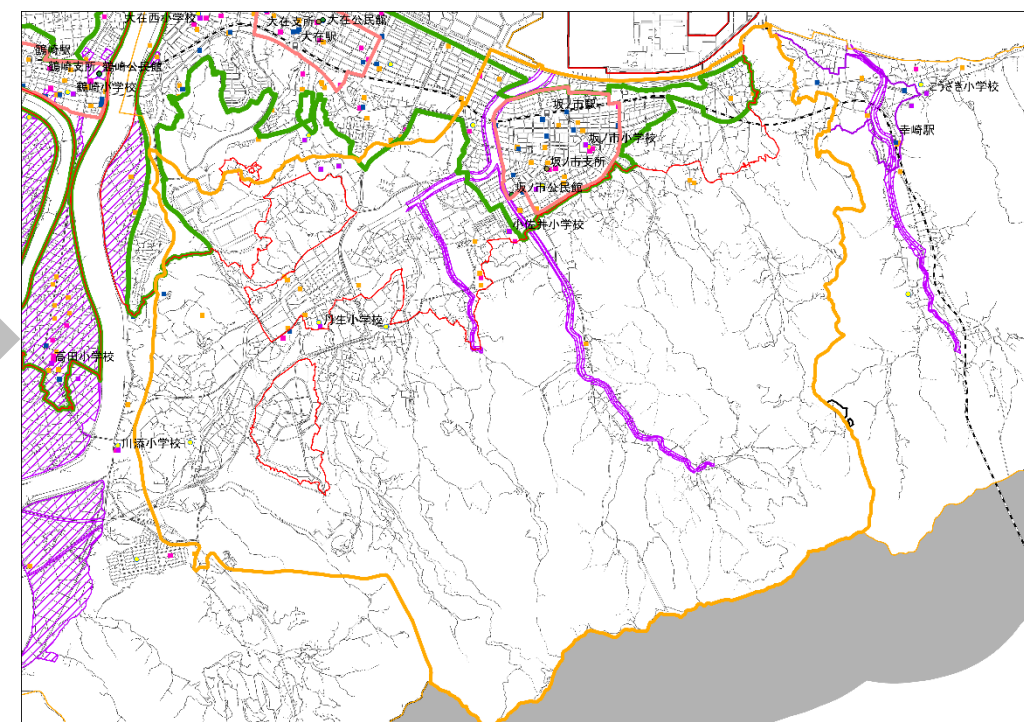 大在西小学校
大在支所
大在公民館
大在駅
鶴崎駅
鶴崎支所
鶴崎公民館
鶴崎小学校
こうざき小学校
坂ノ市駅
幸崎駅
坂ノ市小学校
坂ノ市支所
坂ノ市公民館
小佐井小学校
丹生小学校
高田小学校
川添小学校